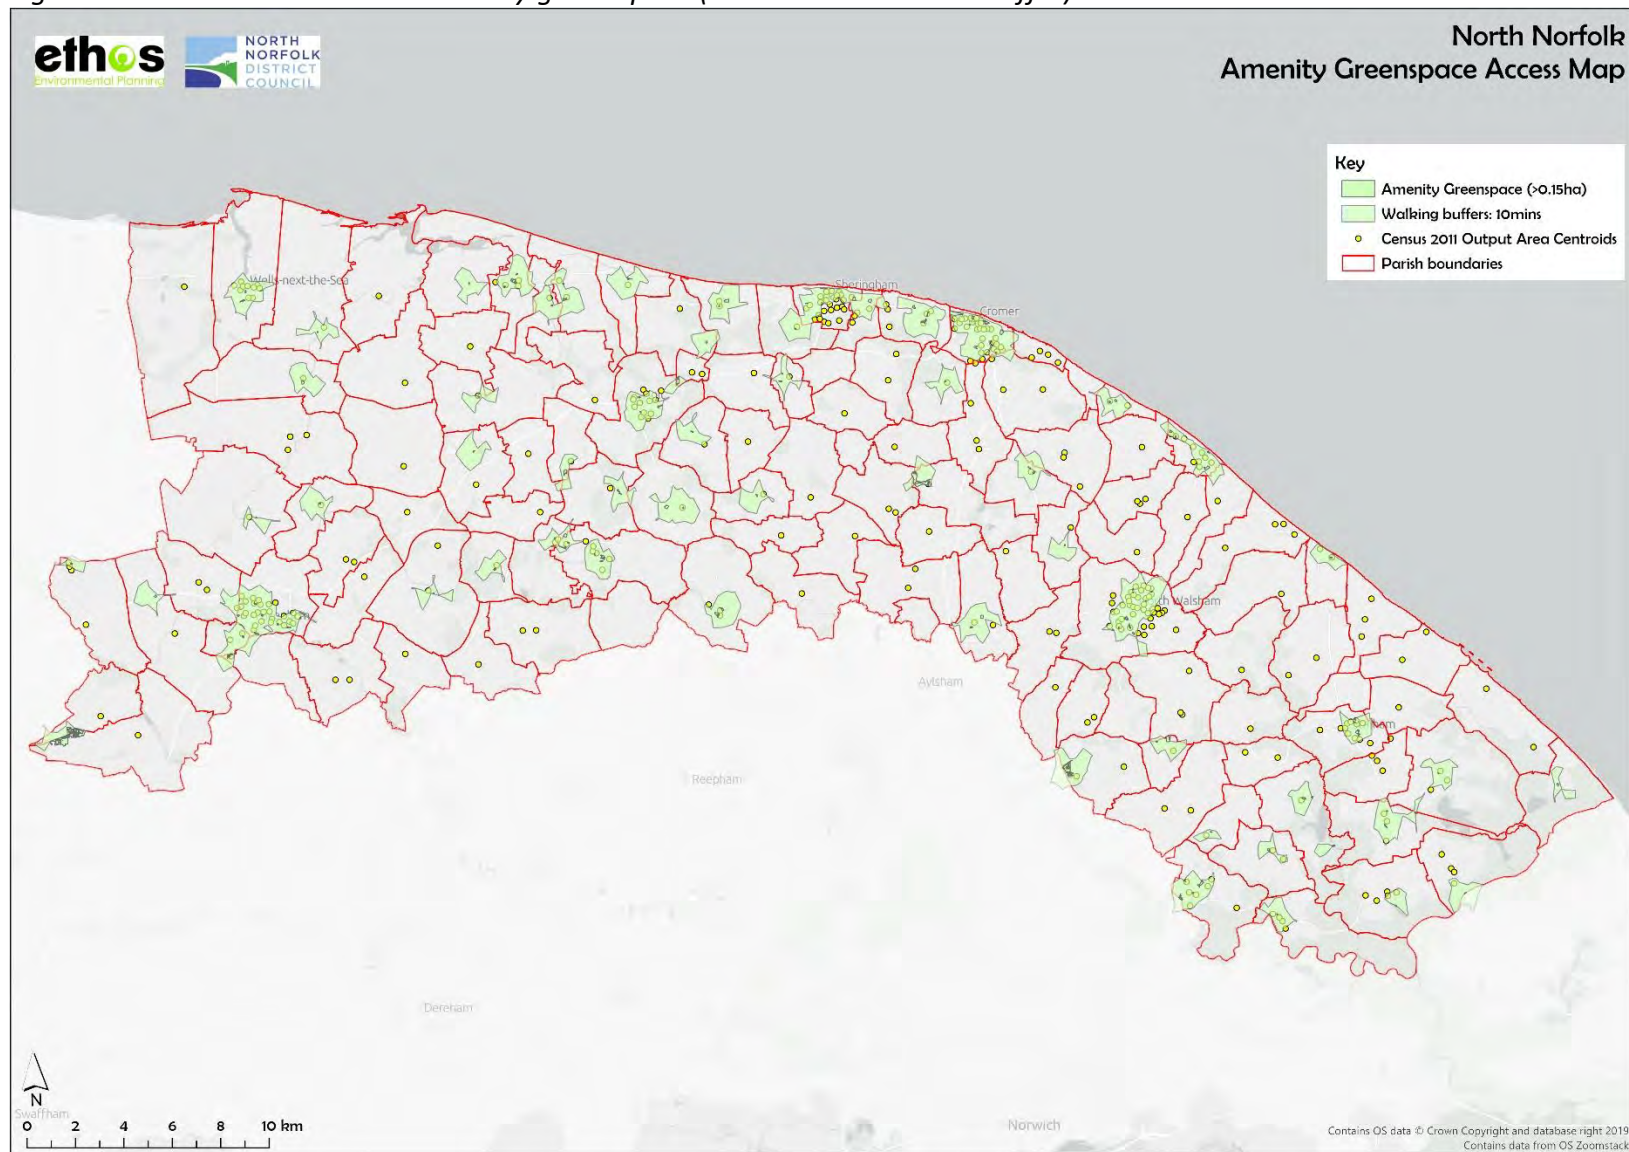 ethos
Environmental Planning
NORTH
NORFOLK
DISTRICT
COUNCIL
North Norfolk
Amenity Greenspace Access Map
Key
Amenity Greenspace (>0.15ha)
Walking buffers: 10mins
Census 2011 Output Area Centroids
Parish boundaries
Wells-next-the-Sea
Sheringham
Cromer
Walsham
Aylsham
Reepham
Dereham
Swaffham
Norwich
N
0 2 4 6 8 10 km
Contains OS data © Crown Copyright and database right 2019
Contains data from OS Zoomstack